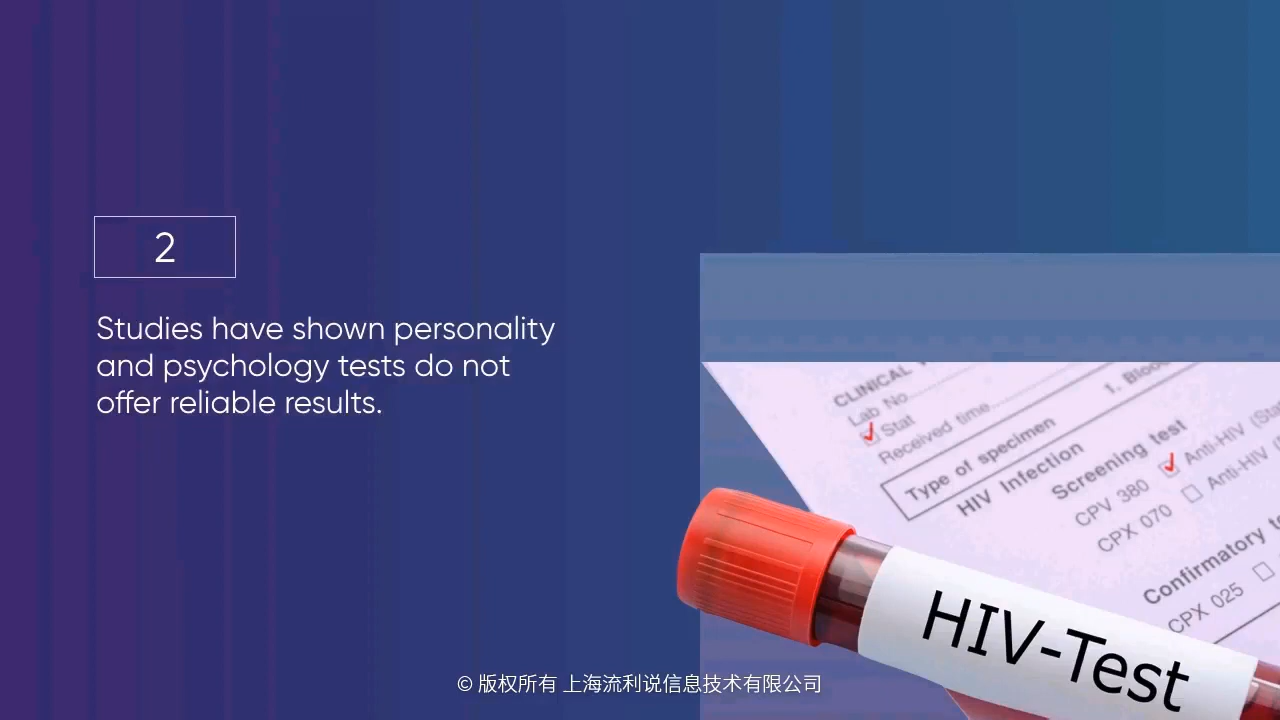 2
Studies have shown personality
and psychology tests do not
offer reliable results.
CLINICAL
Lab No.
Stat
Received time
1. Blood
Type of specimen
HIV Infection
Screening test
CPV 380
Anti-HIV
CPX 070
Anti-HIV
Confirmatory
CPX 025
HIV-Test
© 版权所有 上海流利说信息技术有限公司